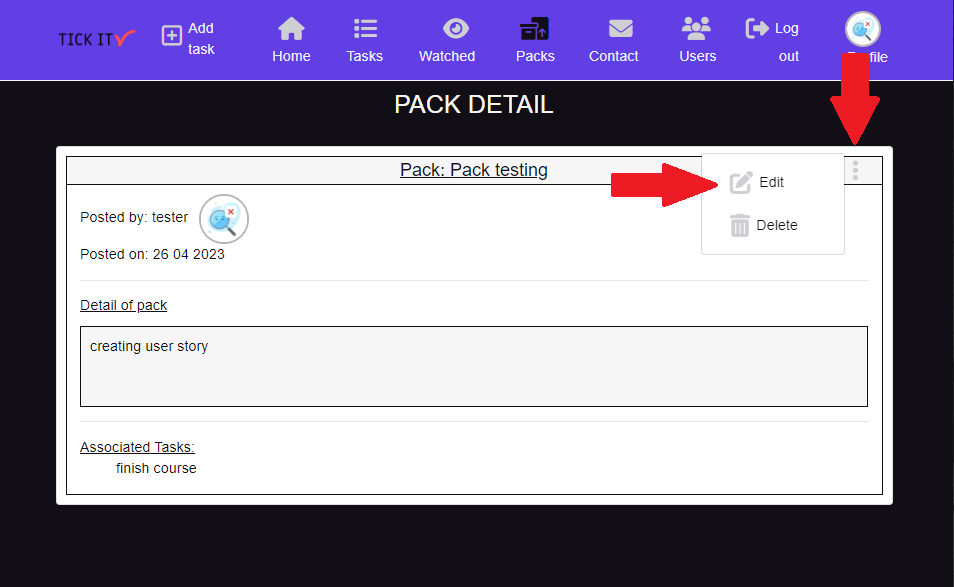 TICK IT
Add
task
Home
Tasks
Watched
Packs
Contact
Users
Log
out
file
PACK DETAIL
Pack: Pack testing
Edit
Delete
Posted by: tester
Posted on: 26 04 2023
Detail of pack
creating user story
Associated Tasks:
finish course